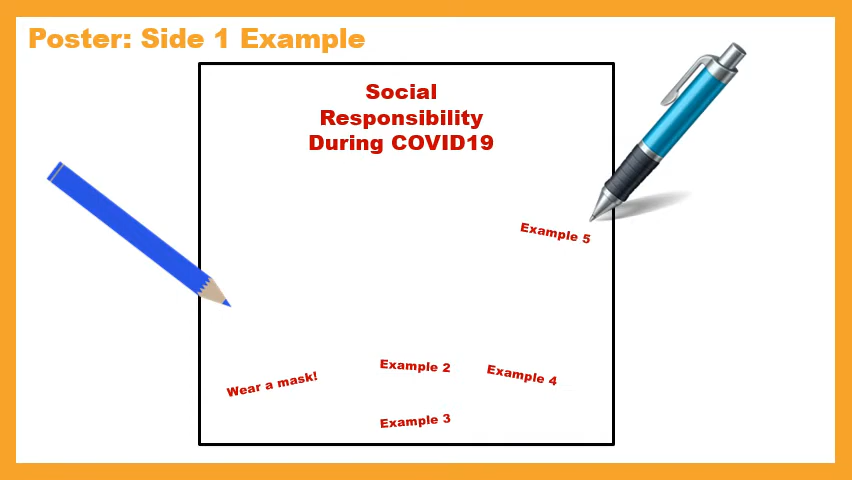 Poster: Side 1 Example
Social
Responsibility
During COVID19
Example 5
Wear a mask!
Example 2
Example 4
Example 3